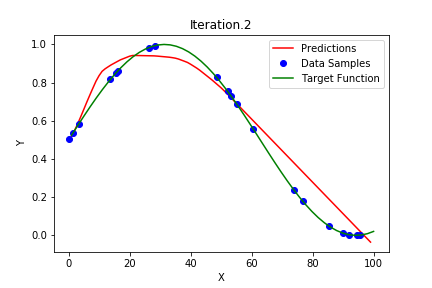 Iteration.2
Predictions
Data Samples
Target Function
1.0
0.8
0.6
0.4
0.2
0.0
Y
0 20 40 60 80 100
X